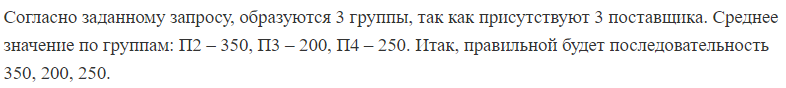 Согласно заданному запросу, образуются 3 группы, так как присутствуют 3 поставщика. Среднее
значение по группам: П2 – 350, П3 – 200, П4 – 250. Итак, правильной будет последовательность
350, 200, 250.